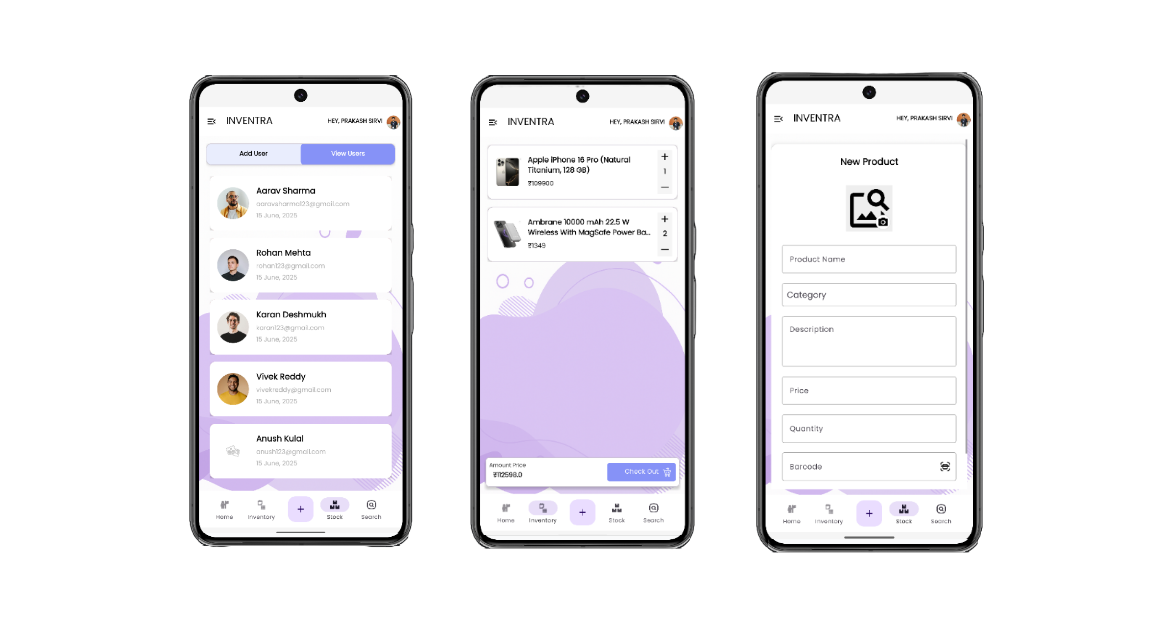 INVENTRA
HEY, PRAKASH SIRVI
Add User
View Users
Aarav Sharma
aaravsharma123@gmail.com
15 June, 2025
Rohan Mehta
rohan123@gmail.com
15 June, 2025
Karan Deshmukh
karan123@gmail.com
15 June, 2025
Vivek Reddy
vivekreddy@gmail.com
15 June, 2025
Anush Kulal
anush123@gmail.com
15 June, 2025
Home
Inventory
+
Stock
Search
INVENTRA
HEY, PRAKASH SIRVI
Apple iPhone 16 Pro (Natural
Titanium, 128 GB)
₹109900
+
1
—
Ambrane 10000 mAh 22.5 W
Wireless With MagSafe Power Ba...
₹1349
+
2
—
Amount Price
₹112598.0
Check Out
Home
Inventory
+
Stock
Search
INVENTRA
HEY, PRAKASH SIRVI
New Product
Product Name
Category
Description
Price
Quantity
Barcode
Home
Inventory
+
Stock
Search